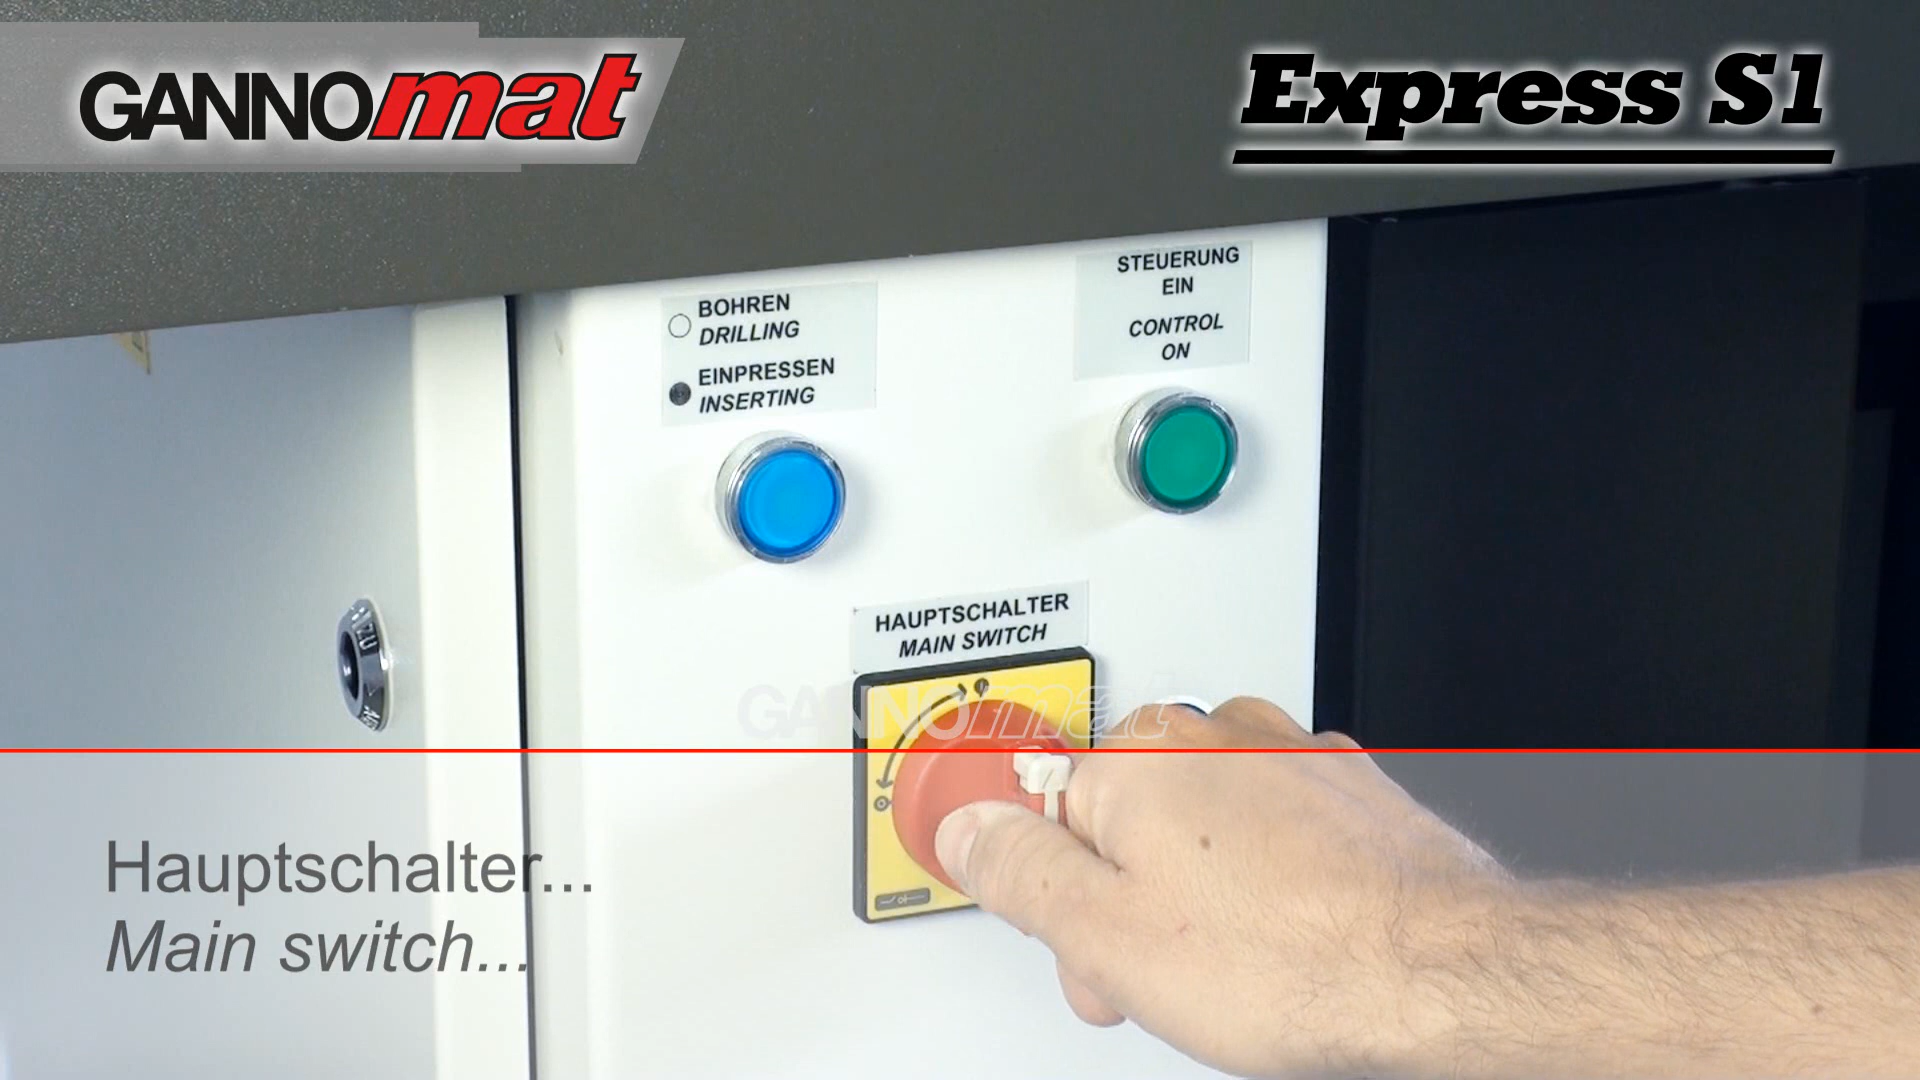 GANNOmat
Express S1
STEUERUNG
EIN
CONTROL
ON
BOHREN
DRILLING
EINPRESSEN
INSERTING
HAUPTSCHALTER
MAIN SWITCH
GANNOmat
Hauptschalter...
Main switch...